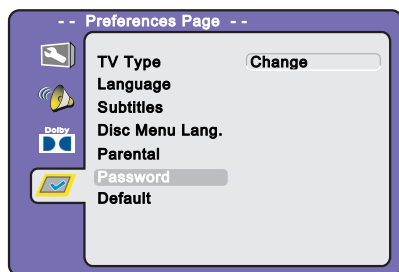 -- Preferences Page --
TV Type Change
Language
Subtitles
Dolby
Disc Menu Lang.
Parental
Password
Default